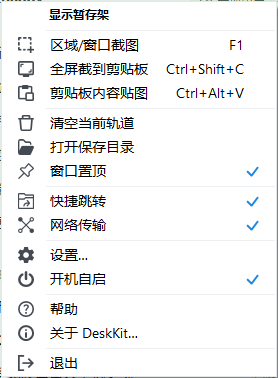 显示暂存架
区域/窗口截图 F1
全屏截到剪贴板 Ctrl+Shift+C
剪贴板内容贴图 Ctrl+Alt+V
清空当前轨道
打开保存目录
窗口置顶
快捷跳转
网络传输
设置...
开机自启
帮助
关于 DeskKit...
退出